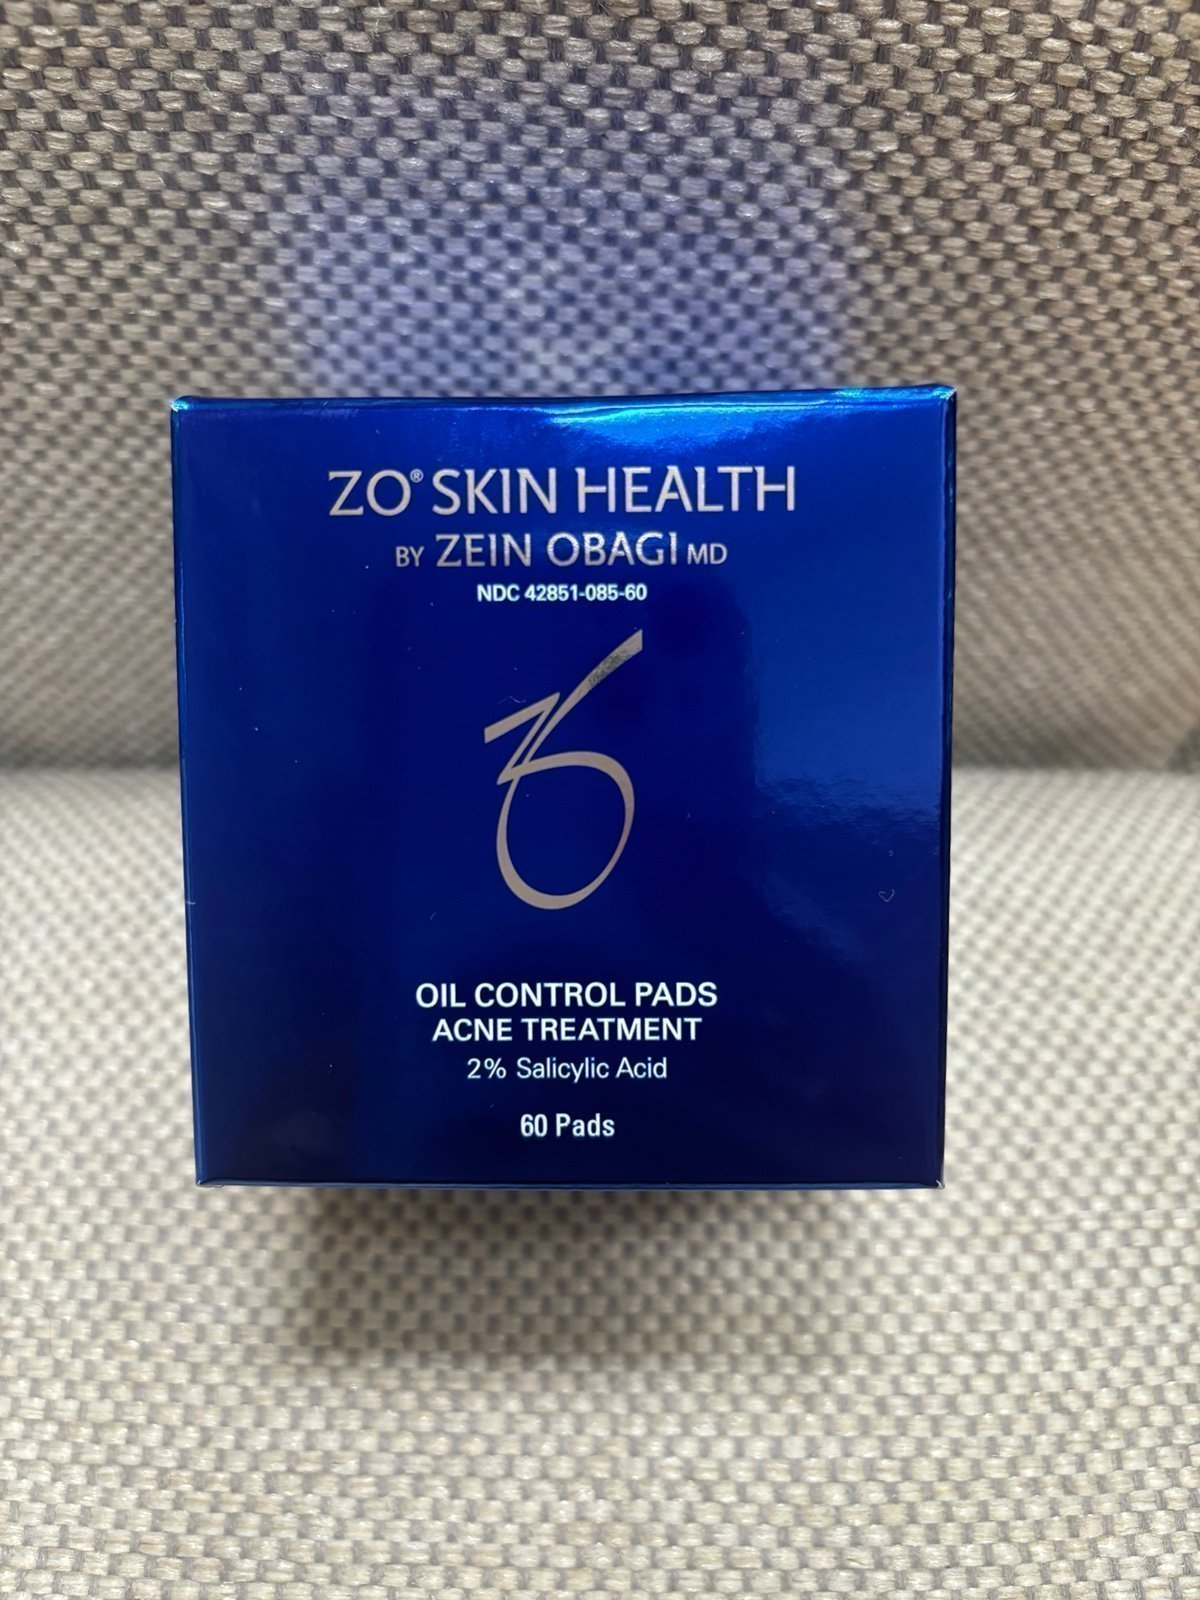 ZO® SKIN HEALTH
BY ZEIN OBAGI MD
NDC 42851-085-60
OIL CONTROL PADS
ACNE TREATMENT
2% Salicylic Acid
60 Pads